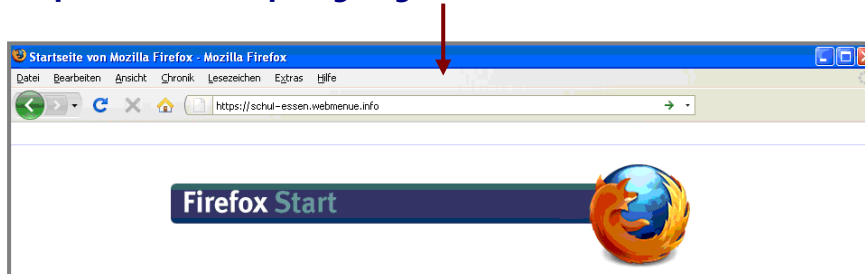 Startseite von Mozilla Firefox - Mozilla Firefox
Datei Bearbeiten Ansicht Chronik Lesezeichen Extras Hilfe
https://schul-essen.webmenue.info
Firefox Start